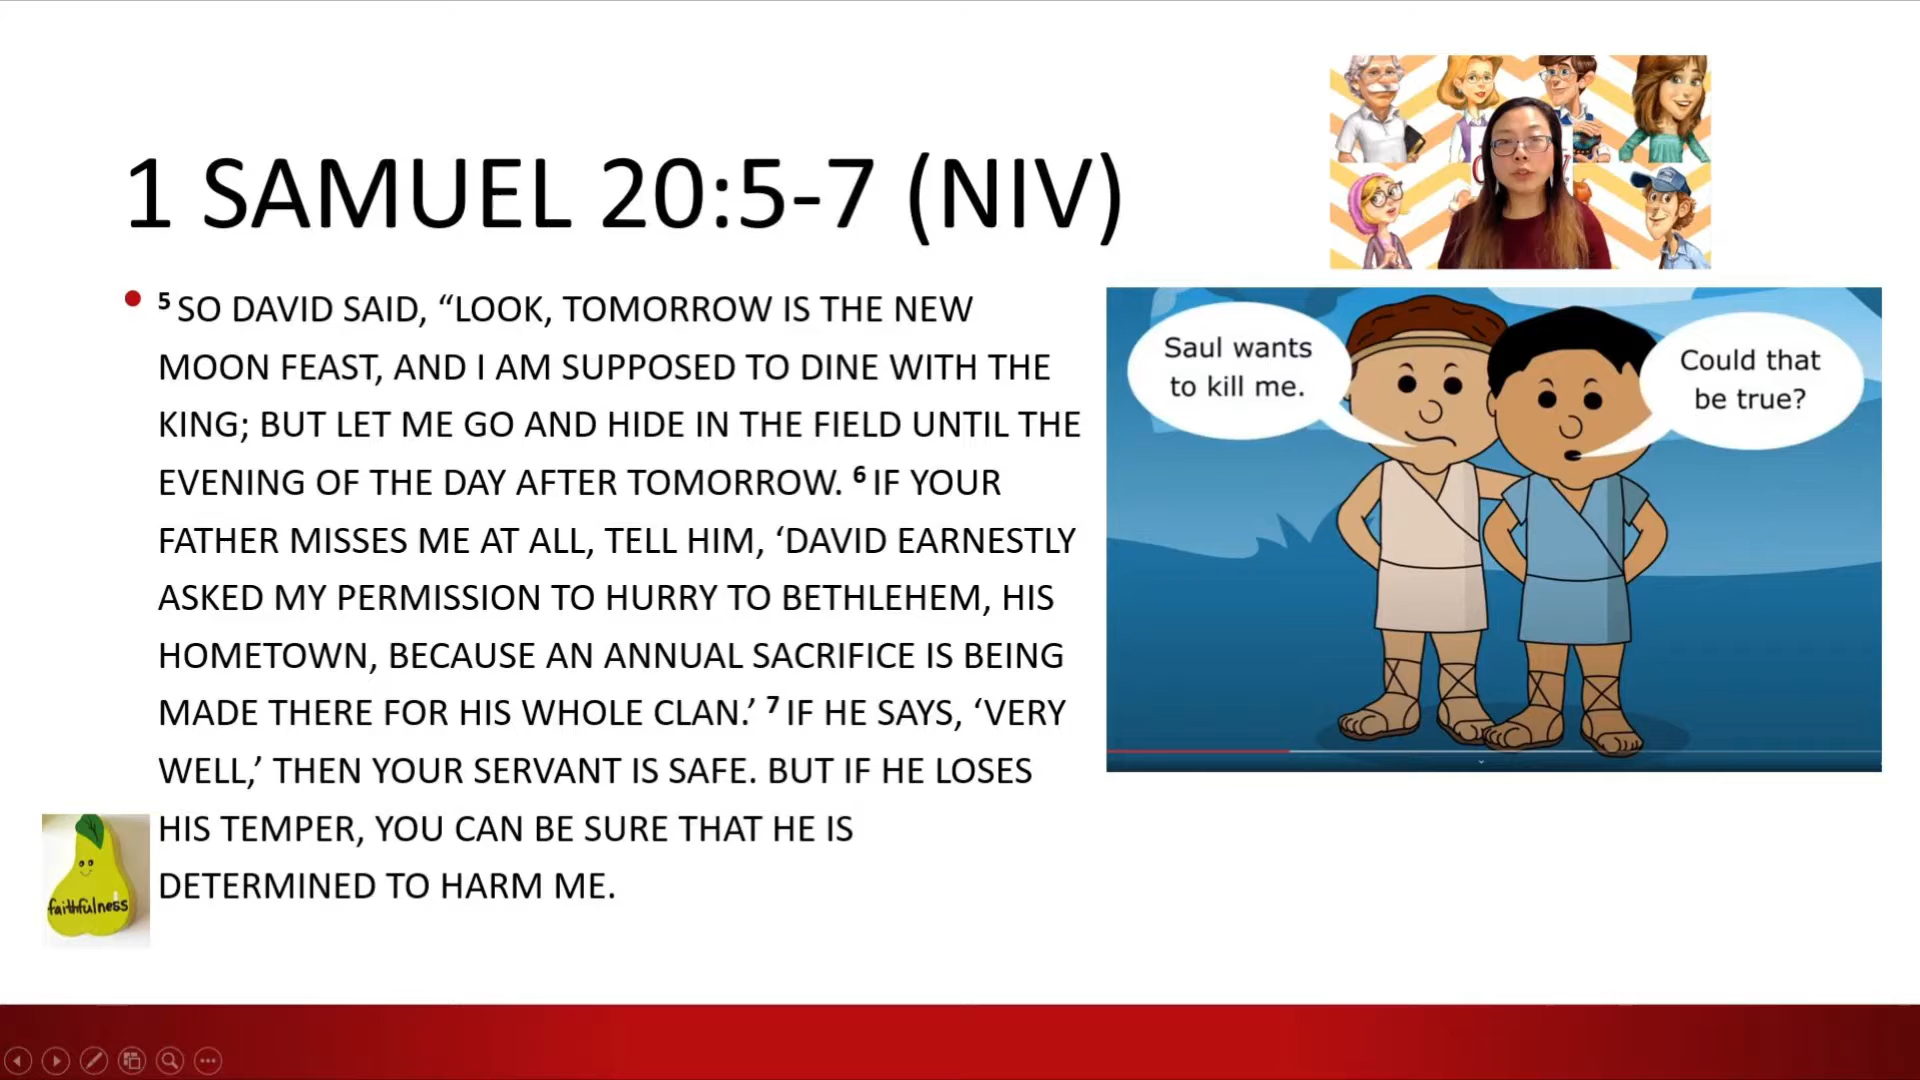 1 SAMUEL 20:5-7 (NIV)
5 SO DAVID SAID, “LOOK, TOMORROW IS THE NEW
MOON FEAST, AND I AM SUPPOSED TO DINE WITH THE
KING; BUT LET ME GO AND HIDE IN THE FIELD UNTIL THE
EVENING OF THE DAY AFTER TOMORROW. 6 IF YOUR
FATHER MISSES ME AT ALL, TELL HIM, ‘DAVID EARNESTLY
ASKED MY PERMISSION TO HURRY TO BETHLEHEM, HIS
HOMETOWN, BECAUSE AN ANNUAL SACRIFICE IS BEING
MADE THERE FOR HIS WHOLE CLAN.’ 7 IF HE SAYS, ‘VERY
WELL,’ THEN YOUR SERVANT IS SAFE. BUT IF HE LOSES
HIS TEMPER, YOU CAN BE SURE THAT HE IS
DETERMINED TO HARM ME.
Saul wants
to kill me.
Could that
be true?
faithfulness